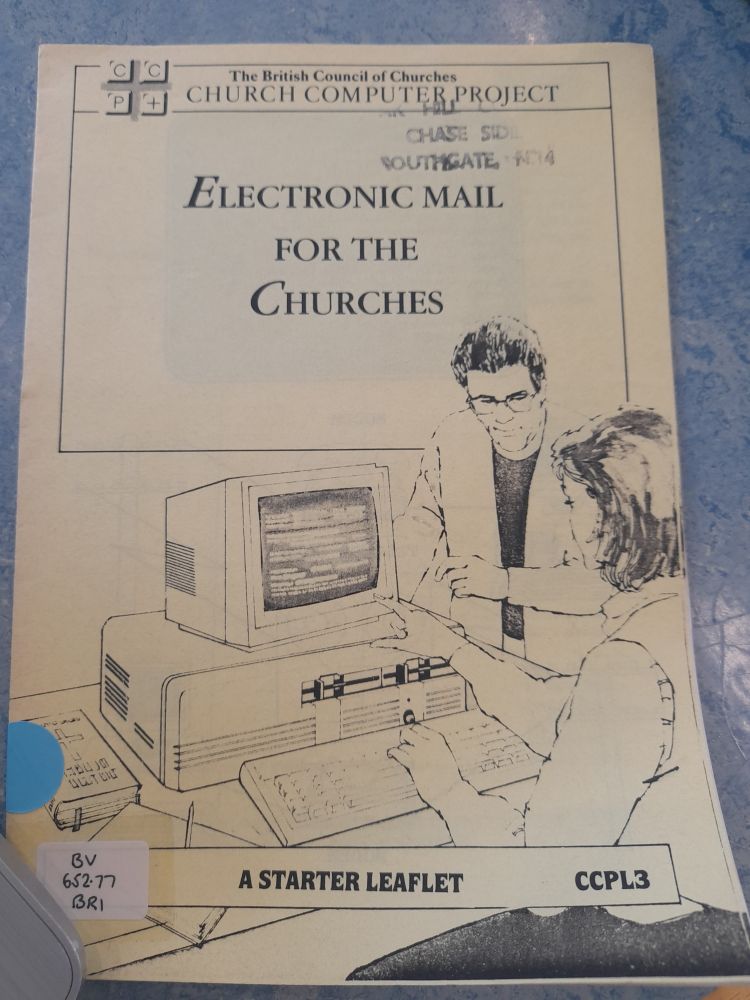 C C
P +
The British Council of Churches
CHURCH COMPUTER PROJECT
CHASE SIDE
SOUTHGATE, N14
ELECTRONIC MAIL
FOR THE
CHURCHES
A STARTER LEAFLET
CCPL3
BV
652.77
BRI